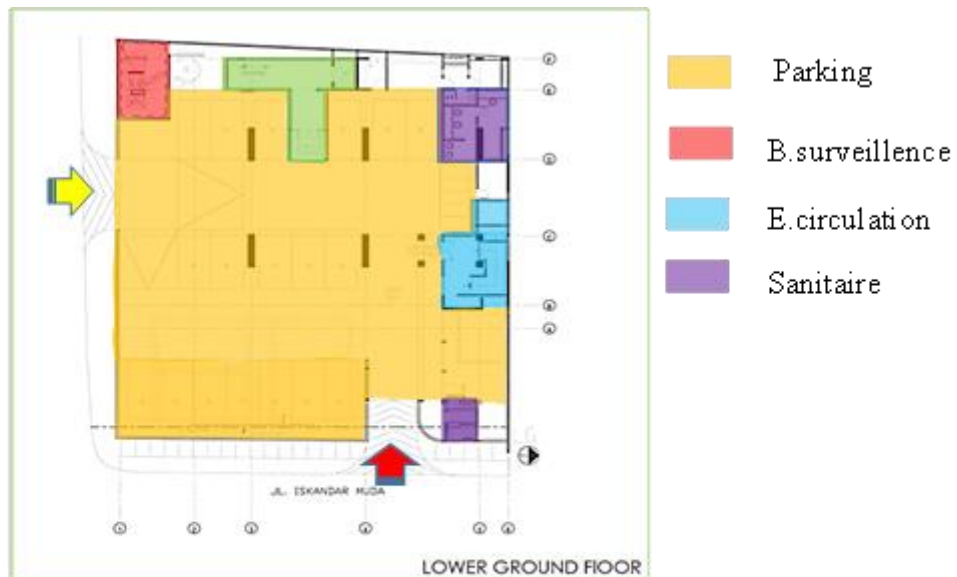 Parking
B.surveillence
E.circulation
Sanitaire
JL. ISKANDAR MUDA
LOWER GROUND FLOOR